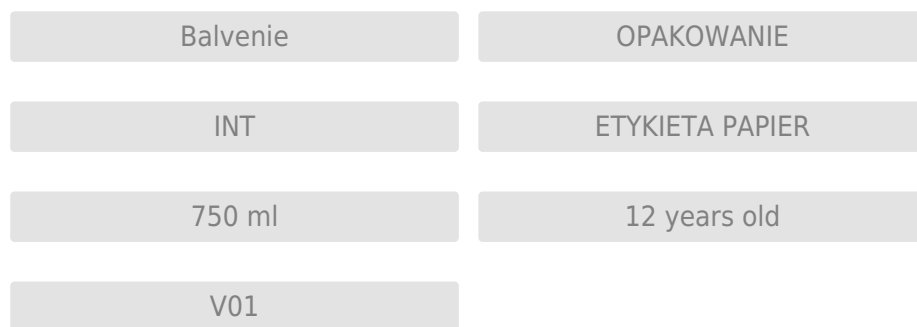 Balvenie
OPAKOWANIE
INT
ETYKIETA PAPIER
750 ml
12 years old
V01